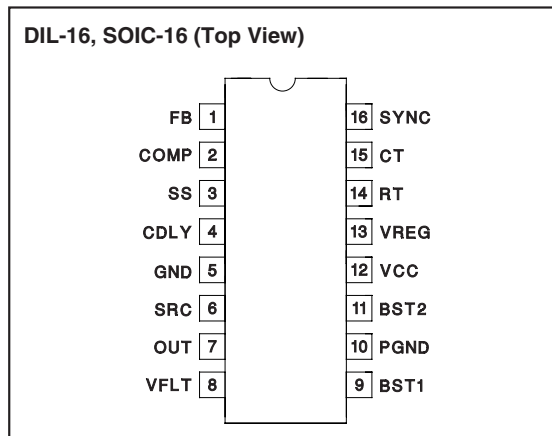 DIL-16, SOIC-16 (Top View)
FB 1 16 SYNC
COMP 2 15 CT
SS 3 14 RT
CDLY 4 13 VREG
GND 5 12 VCC
SRC 6 11 BST2
OUT 7 10 PGND
VFLT 8 9 BST1